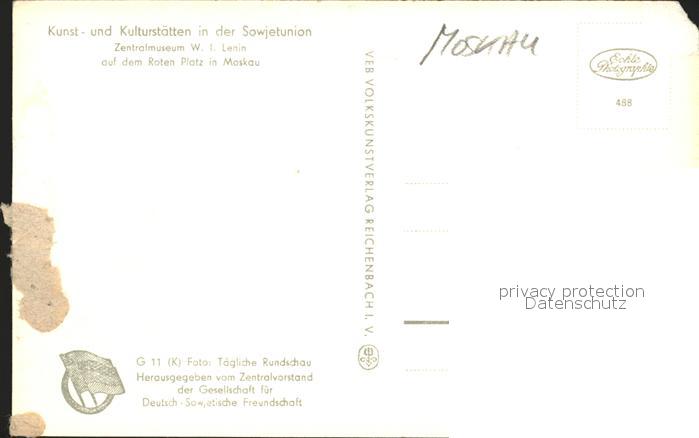 Kunst- und Kulturstätten in der Sowjetunion
Zentralmuseum W. I. Lenin
auf dem Roten Platz in Moskau
MOSKAU
Echte
Photographie
488
VEB VOLKSKUNSTVERLAG REICHENBACH I. V.
privacy protection
Datenschutz
G 11 (K) Foto: Tägliche Rundschau
Herausgegeben vom Zentralvorstand
der Gesellschaft für
Deutsch-Sowjetische Freundschaft